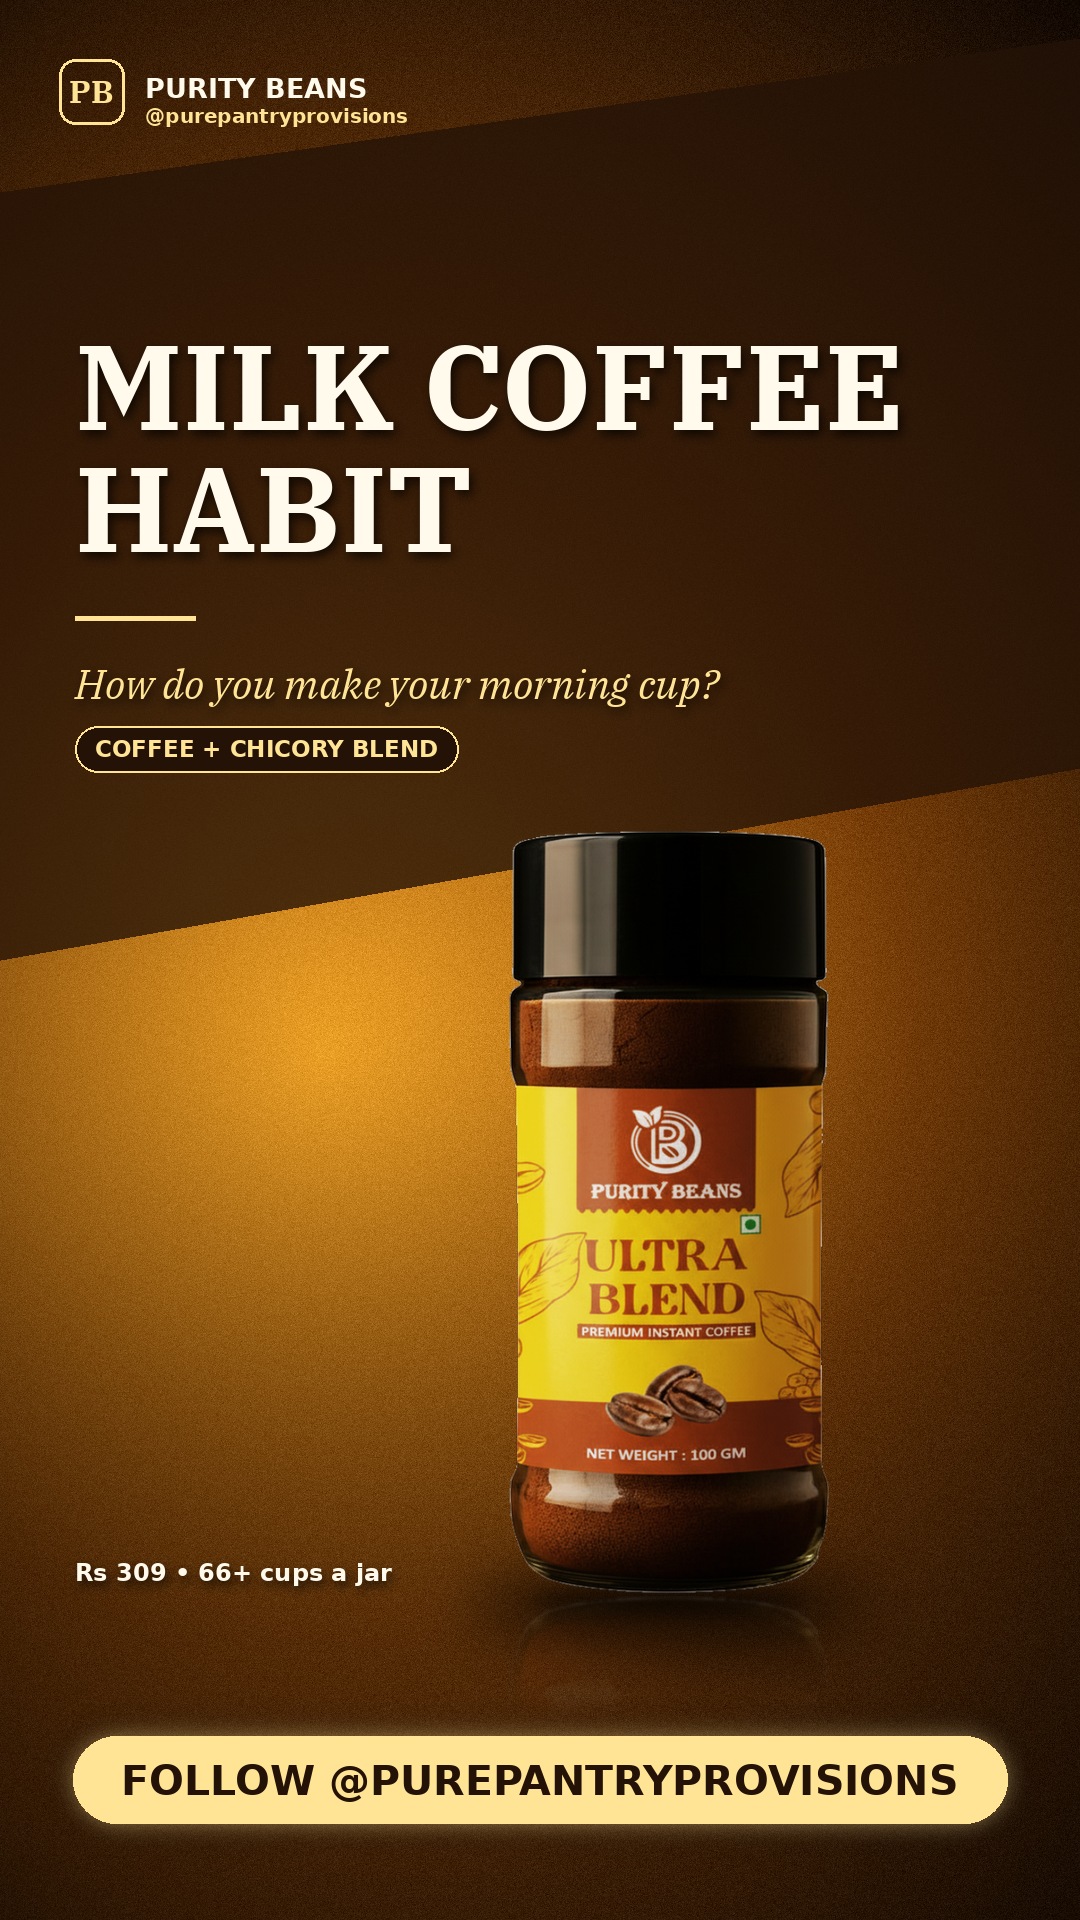 PB
PURITY BEANS
@purepantryprovisions
MILK COFFEE
HABIT
How do you make your morning cup?
COFFEE + CHICORY BLEND
B
PURITY BEANS
ULTRA
BLEND
PREMIUM INSTANT COFFEE
NET WEIGHT : 100 GM
Rs 309 • 66+ cups a jar
FOLLOW @PUREPANTRYPROVISIONS